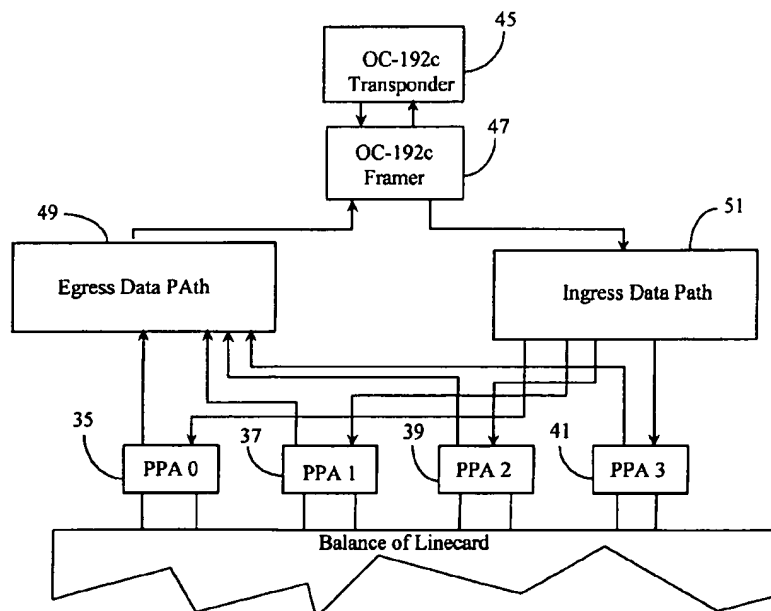 45
OC-192c
Transponder
47
OC-192c
Framer
49
51
Egress Data PAth
Ingress Data Path
35
37
39
41
PPA 0
PPA 1
PPA 2
PPA 3
Balance of Linecard